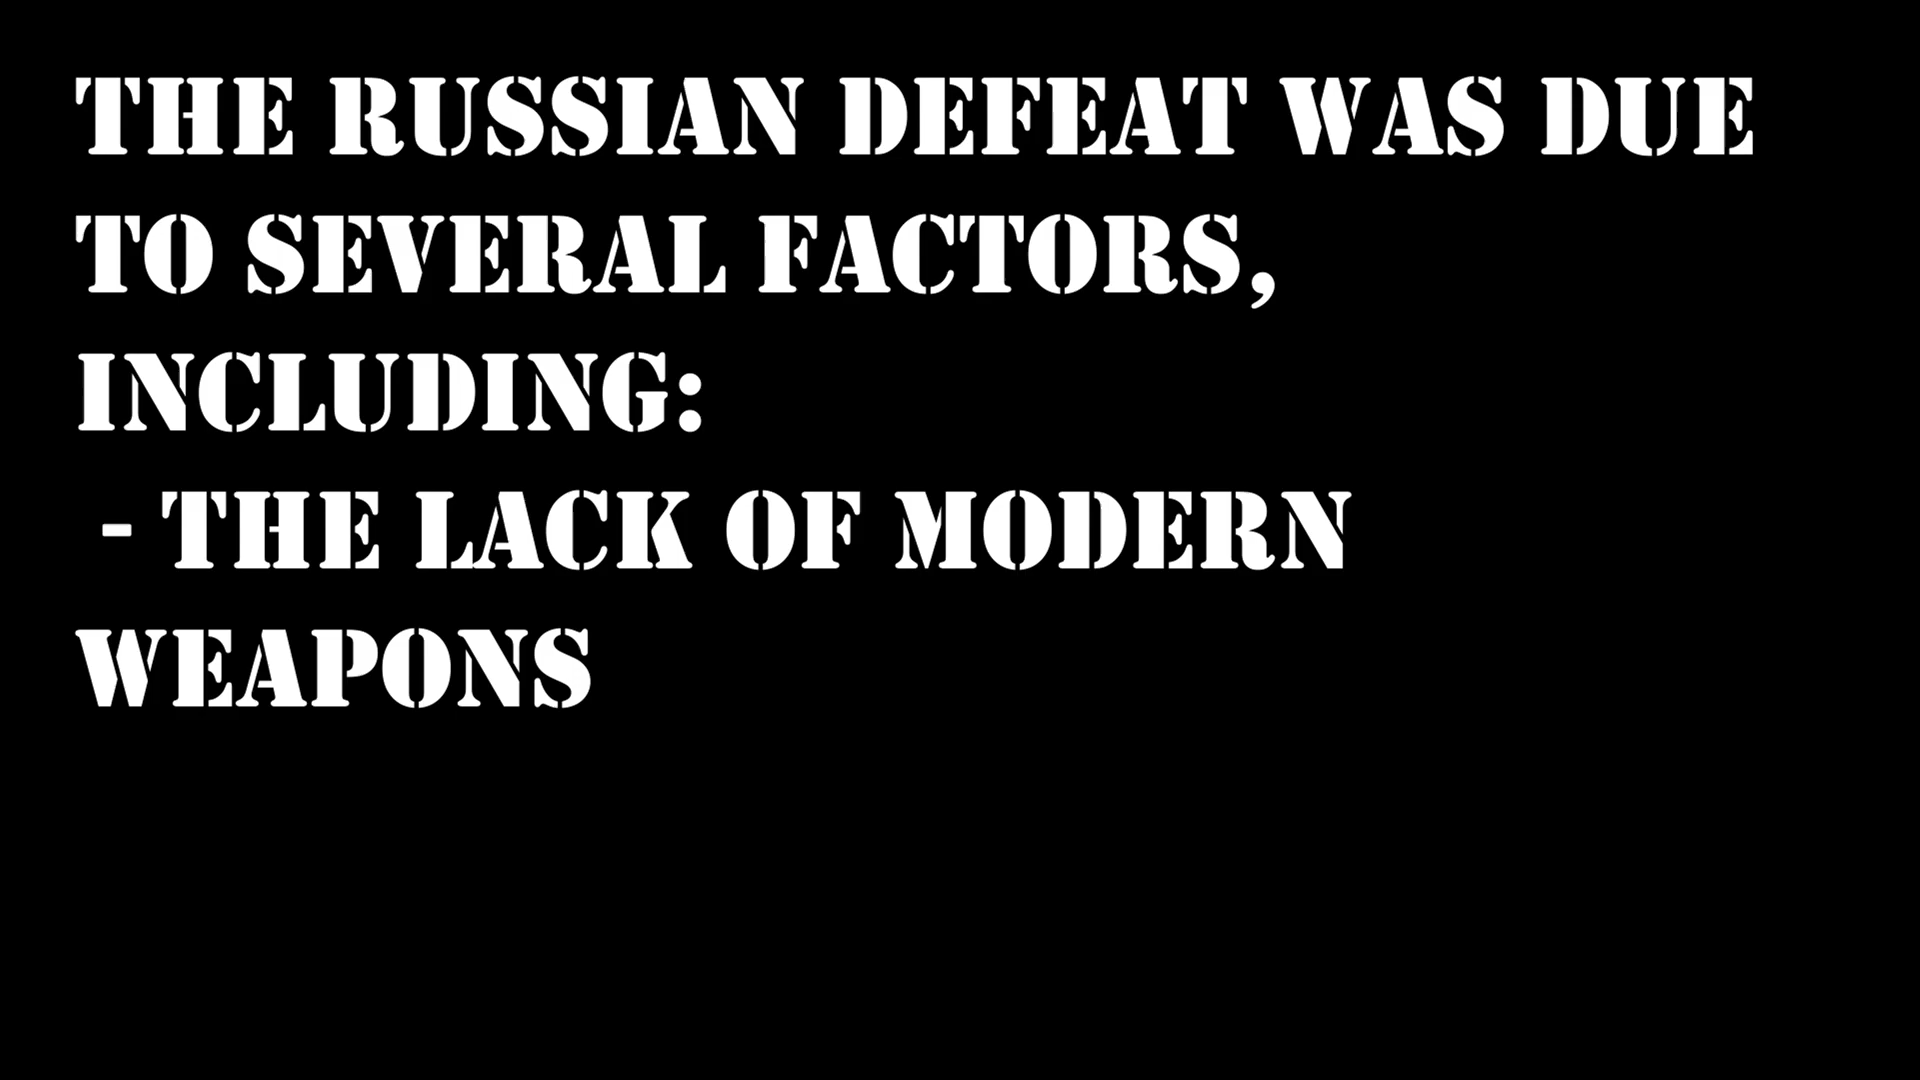 THE RUSSIAN DEFEAT WAS DUE
TO SEVERAL FACTORS,
INCLUDING:
- THE LACK OF MODERN
WEAPONS